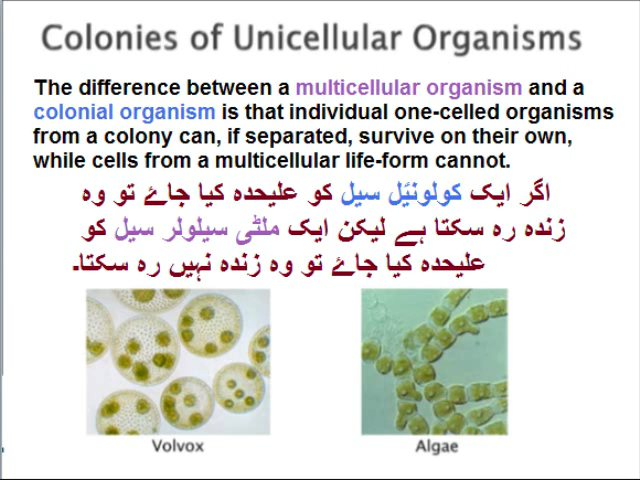 Colonies of Unicellular Organisms
The difference between a multicellular organism and a
colonial organism is that individual one-celled organisms
from a colony can, if separated, survive on their own,
while cells from a multicellular life-form cannot.
اگر ایک کولونیٔل سیل کو علیحدہ کیا جاۓ تو وہ
زندہ رہ سکتا ہے لیکن ایک ملٹی سیلولر سیل کو
علیحدہ کیا جاۓ تو وہ زندہ نہیں رہ سکتا۔
Volvox
Algae